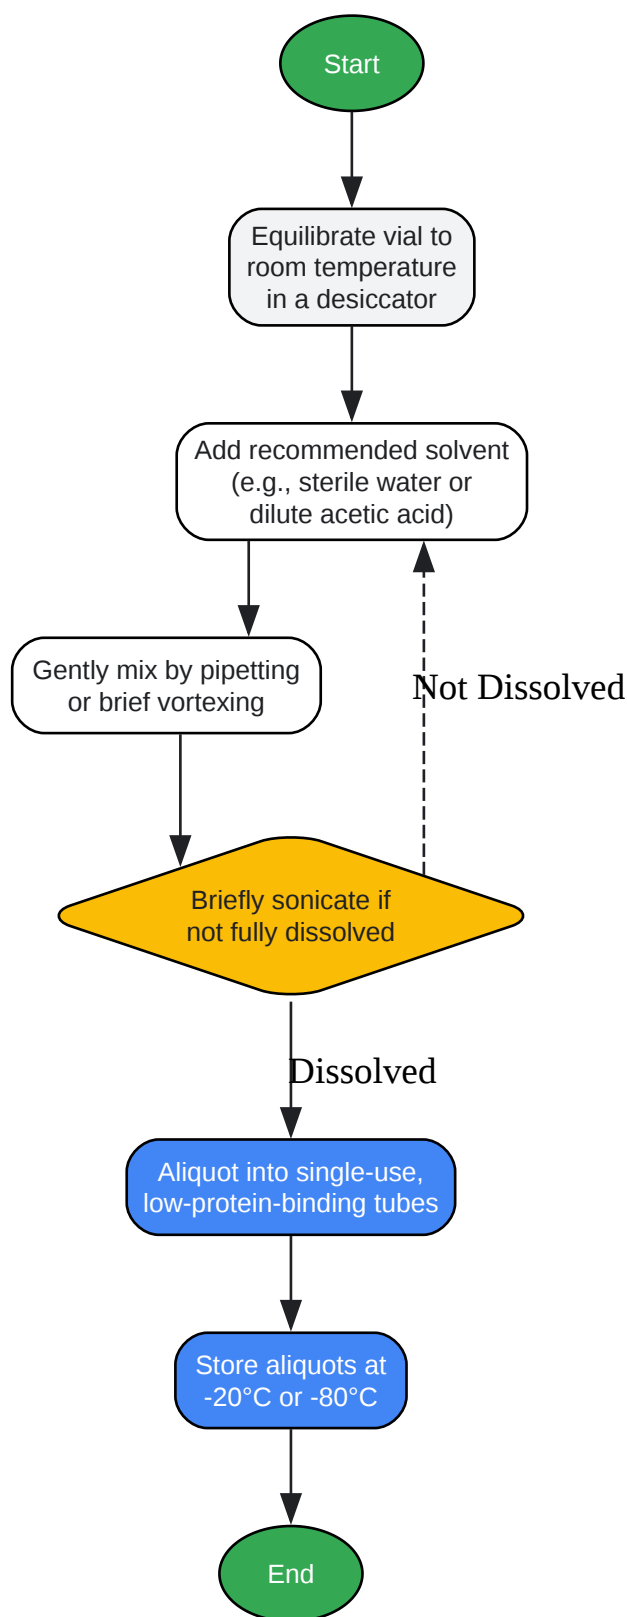 Start
Equilibrate vial to
room temperature
in a desiccator
Add recommended solvent
(e.g., sterile water or
dilute acetic acid)
Gently mix by pipetting
or brief vortexing
Not Dissolved
Briefly sonicate if
not fully dissolved
Dissolved
Aliquot into single-use,
low-protein-binding tubes
Store aliquots at
-20°C or -80°C
End